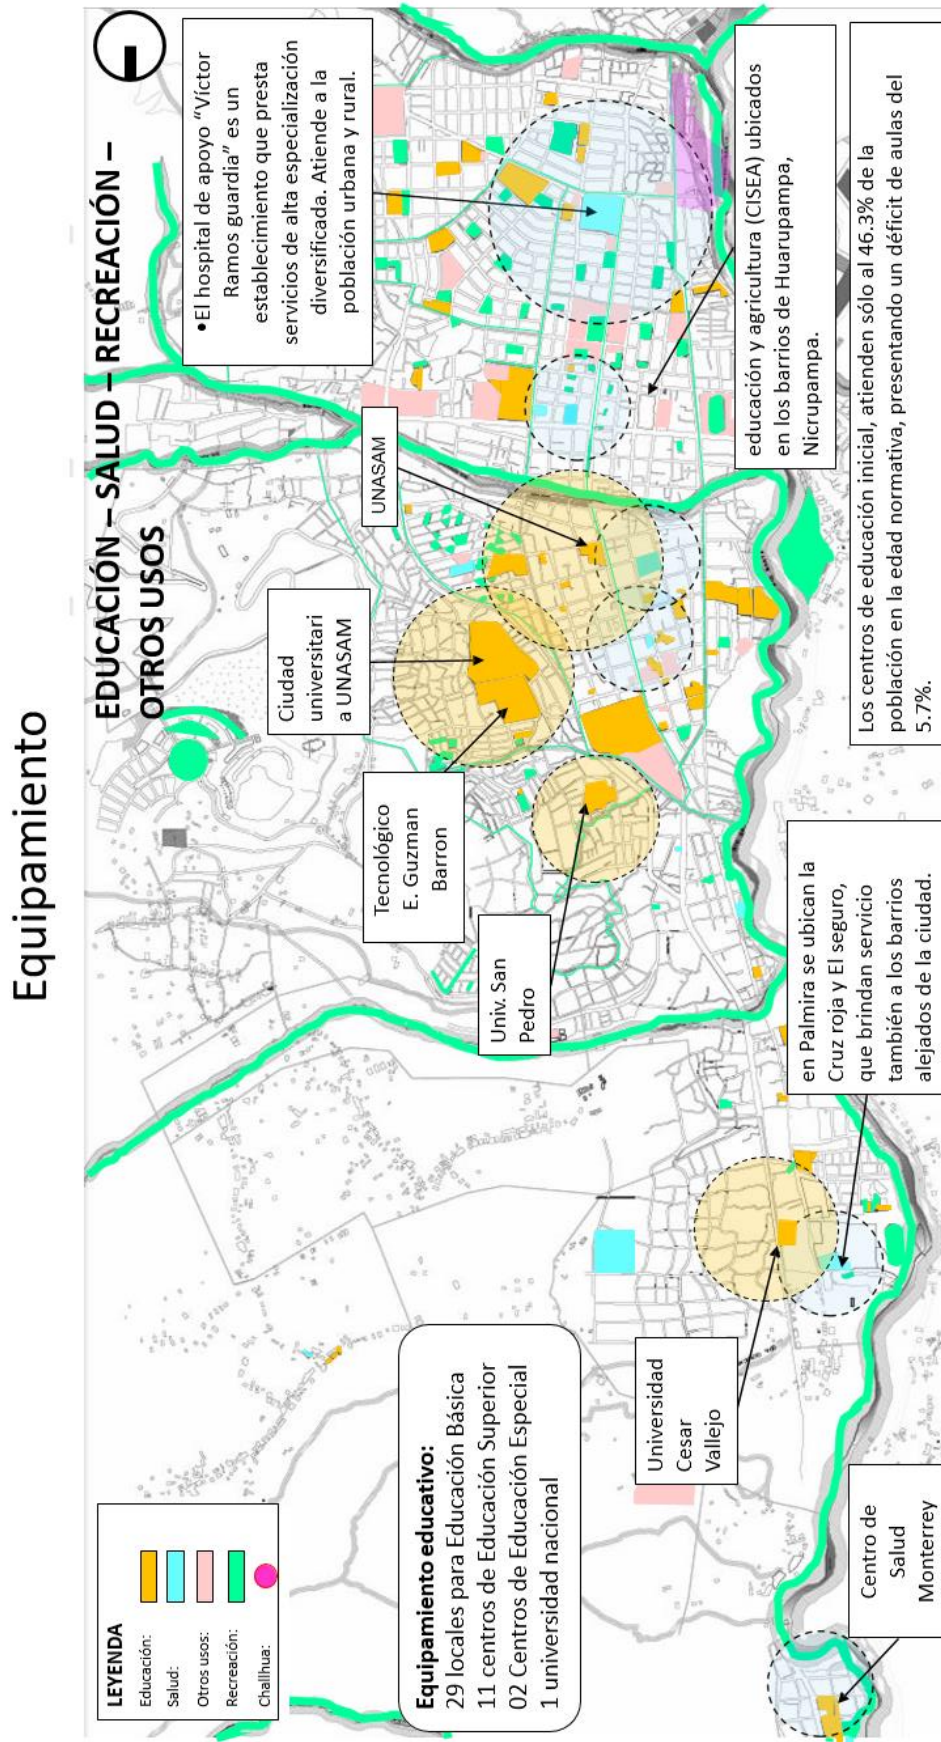 Equipamiento
EDUCACIÓN – SALUD – RECREACIÓN –
OTROS USOS
•El hospital de apoyo "Víctor
Ramos guardia" es un
establecimiento que presta
servicios de alta especialización
diversificada. Atiende a la
población urbana y rural.
UNASAM
Ciudad
universitari
a UNASAM
Tecnológico
E. Guzman
Barron
Univ. San
Pedro
educación y agricultura (CISEA) ubicados
en los barrios de Huarupampa,
Nicrupampa.
Los centros de educación inicial, atienden sólo al 46.3% de la
población en la edad normativa, presentando un déficit de aulas del
5.7%.
en Palmira se ubican la
Cruz roja y El seguro,
que brindan servicio
también a los barrios
alejados de la ciudad.
LEYENDA
Educación:
Salud:
Otros usos:
Recreación:
Challhua:
Equipamiento educativo:
29 locales para Educación Básica
11 centros de Educación Superior
02 Centros de Educación Especial
1 universidad nacional
Universidad
Cesar
Vallejo
Centro de
Salud
Monterrey